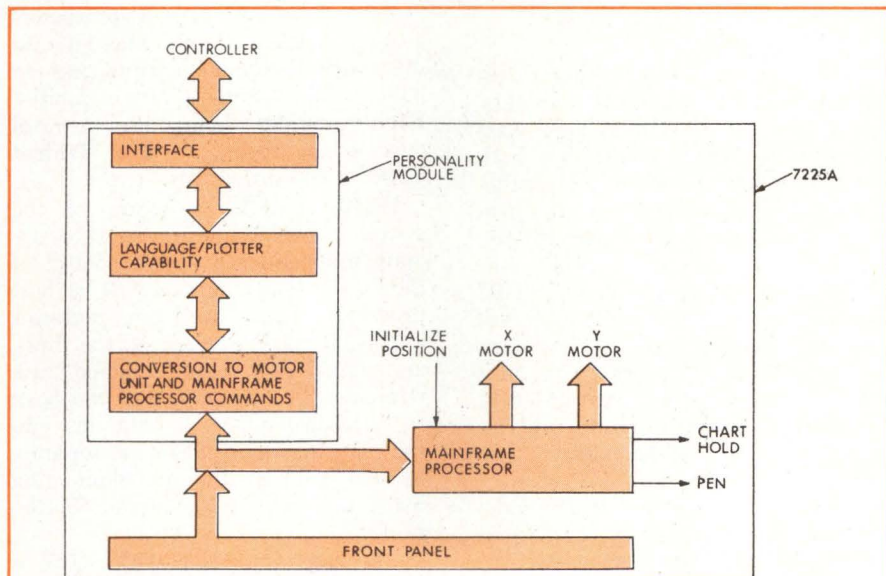 CONTROLLER
INTERFACE
PERSONALITY
MODULE
7225A
LANGUAGE/PLOTTER
CAPABILITY
INITIALIZE
POSITION
X
MOTOR
Y
MOTOR
CONVERSION TO MOTOR
UNIT AND MAINFRAME
PROCESSOR COMMANDS
MAINFRAME
PROCESSOR
CHART
HOLD
PEN
FRONT PANEL